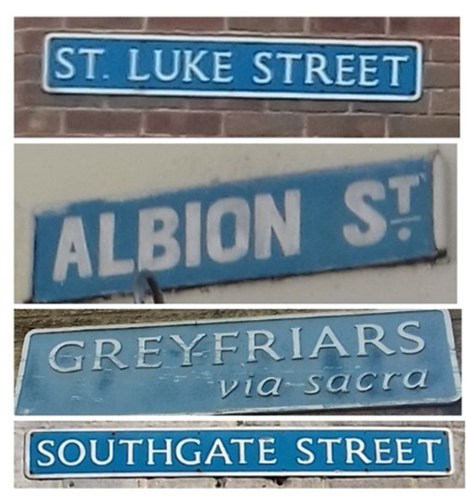 ST. LUKE STREET
ALBION ST.
GREYFRIARS
via sacra
SOUTHGATE STREET